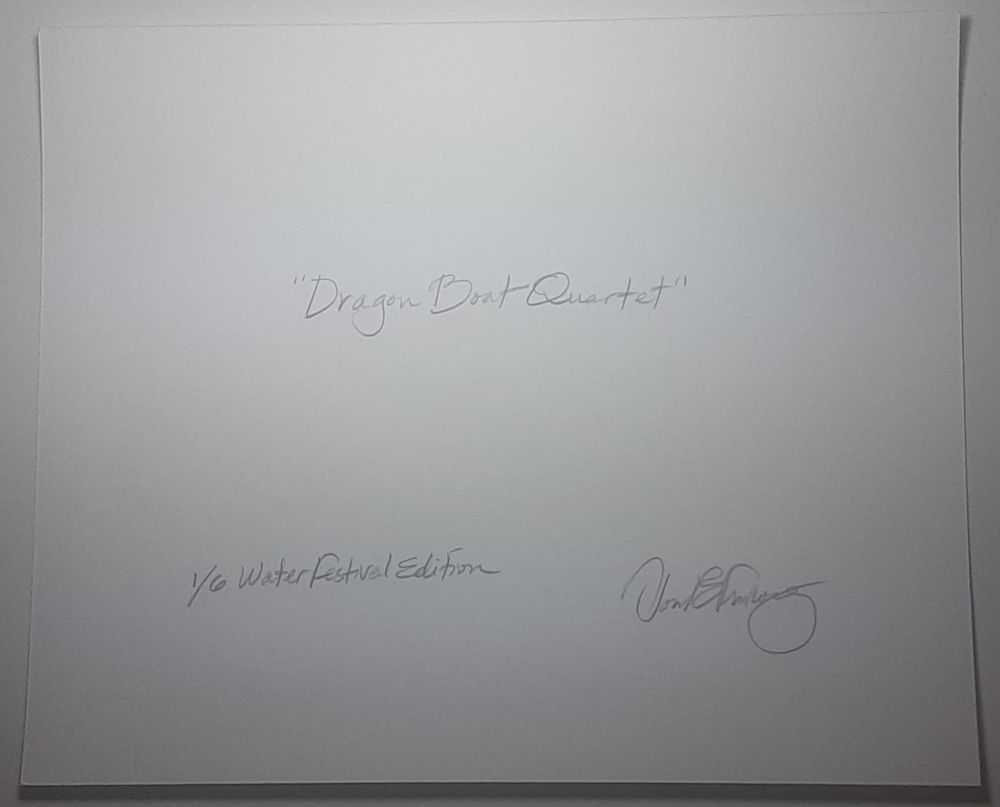 "Dragon Boat Quartet"
1/6 Water Festival Edition